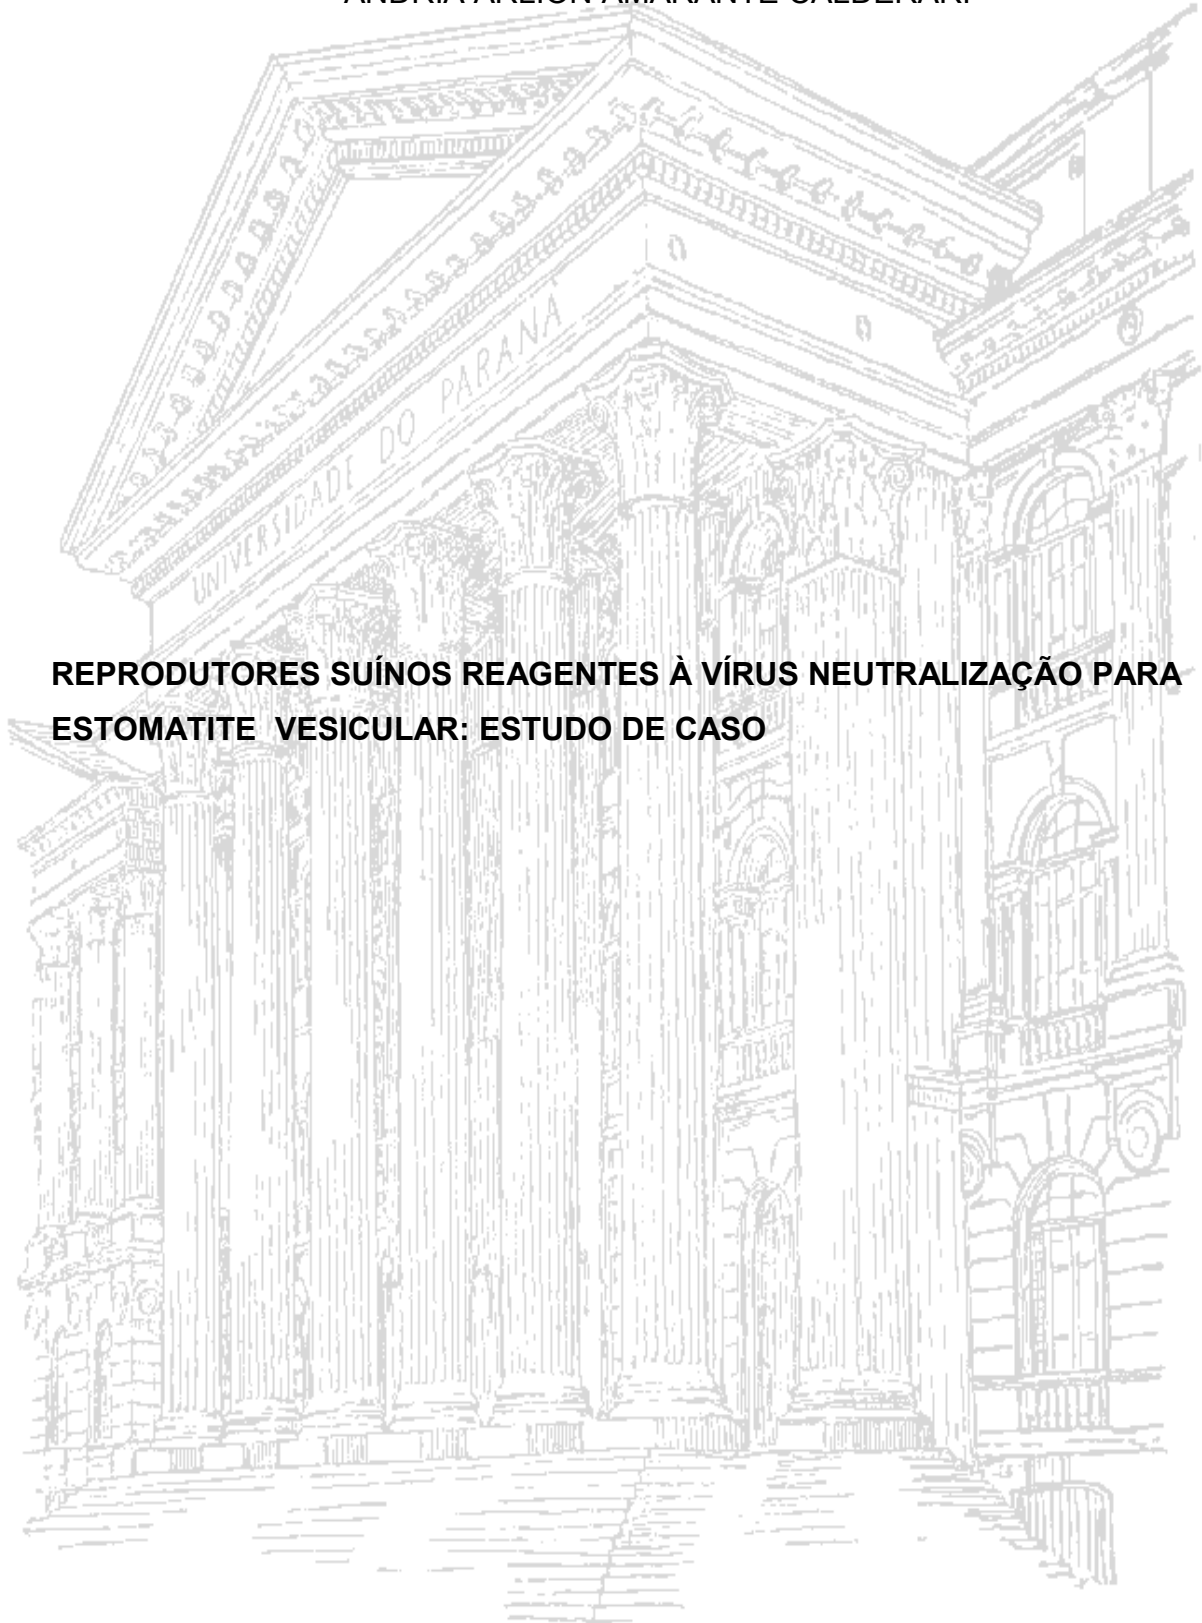 UNIVERSIDADE DO PARANÁ
REPRODUTORES SUÍNOS REAGENTES À VÍRUS NEUTRALIZAÇÃO PARA
ESTOMATITE VESICULAR: ESTUDO DE CASO